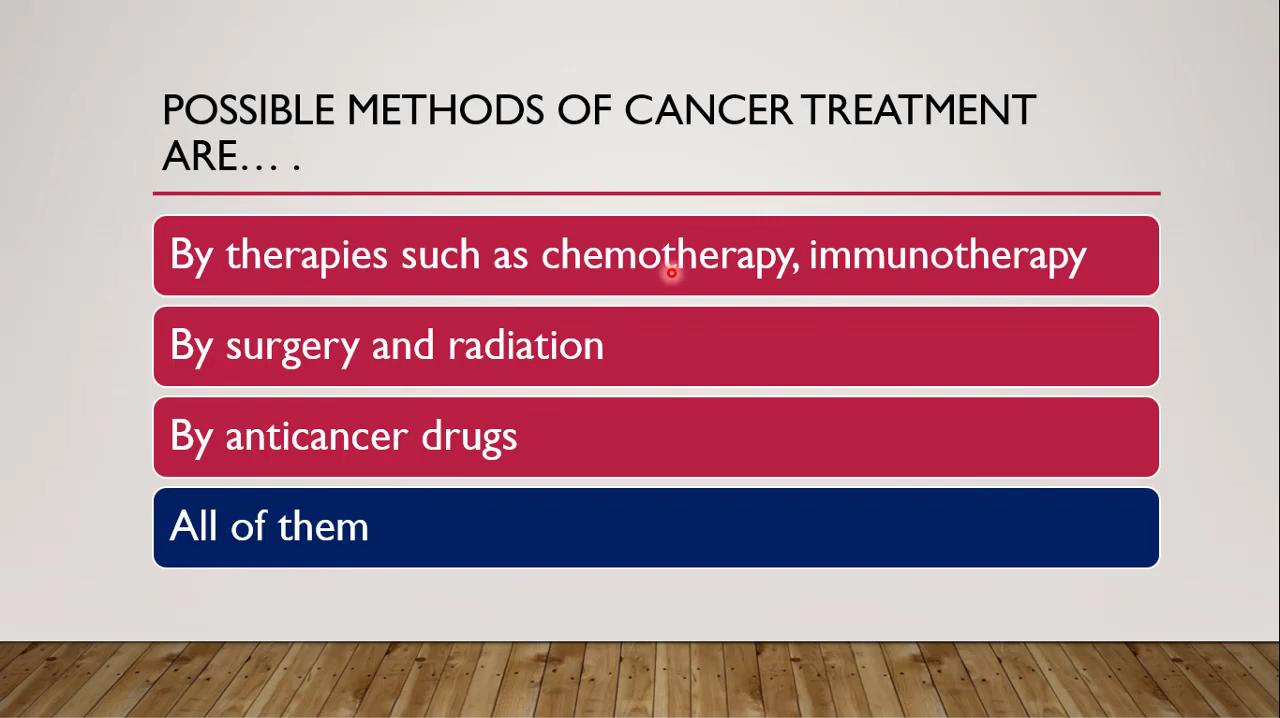 POSSIBLE METHODS OF CANCER TREATMENT
ARE… .
By therapies such as chemotherapy, immunotherapy
By surgery and radiation
By anticancer drugs
All of them